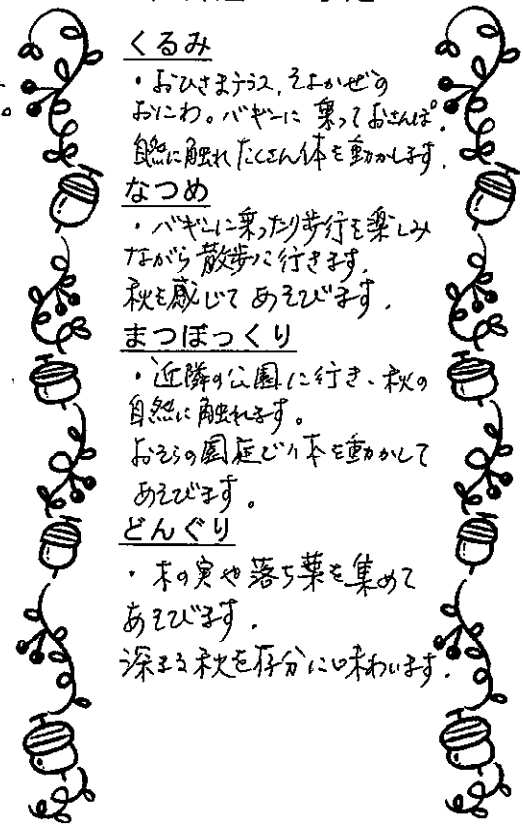 くるみ
・おひさまテラス、そよかぜの
おにわ。バギーに乗っておさんぽ。
自然に触れたくさん体を動かします。
なつめ
・バギーに乗ったり歩行を楽しみ
ながら散歩に行きます。
秋を感じてあそびます。
まつぼっくり
・近隣の公園に行き、秋の
自然に触れます。
おそらの園庭で体を動かして
あそびます。
どんぐり
・木の実や落ち葉を集めて
あそびます。
深まる秋を存分に味わいます。